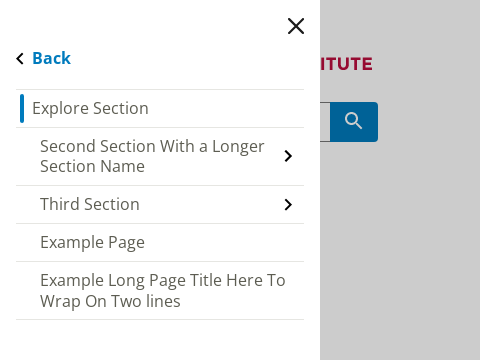 Back
ITUTE
Explore Section
Second Section With a Longer
Section Name
Third Section
Example Page
Example Long Page Title Here To
Wrap On Two lines